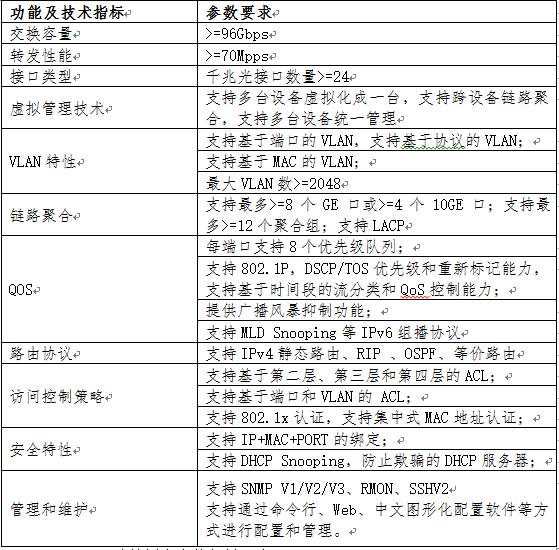 功能及技术指标 参数要求
交换容量 >=96Gbps
转发性能 >=70Mpps
接口类型 千兆光接口数量>=24
虚拟管理技术
支持多台设备虚拟化成一台，支持跨设备链路聚
合，支持多台设备统一管理
VLAN 特性
支持基于端口的 VLAN，支持基于协议的 VLAN；
支持基于 MAC 的 VLAN；
最大 VLAN 数>=2048
链路聚合
支持最多>=8 个 GE 口或>=4 个 10GE 口；支持最
多>=12 个聚合组；支持 LACP
QOS
每端口支持 8 个优先级队列；
支持 802.1P，DSCP/TOS 优先级和重新标记能力，
支持基于时间段的流分类和 QoS 控制能力；
提供广播风暴抑制功能；
支持 MLD Snooping 等 IPv6 组播协议
路由协议 支持 IPv4 静态路由、RIP 、OSPF、等价路由
访问控制策略
支持基于第二层、第三层和第四层的 ACL；
支持基于端口和 VLAN 的 ACL；
支持 802.1x 认证，支持集中式 MAC 地址认证；
安全特性
支持 IP+MAC+PORT 的绑定；
支持 DHCP Snooping，防止欺骗的 DHCP 服务器；
管理和维护
支持 SNMP V1/V2/V3、RMON、SSHV2
支持通过命令行、Web、中文图形化配置软件等方
式进行配置和管理。